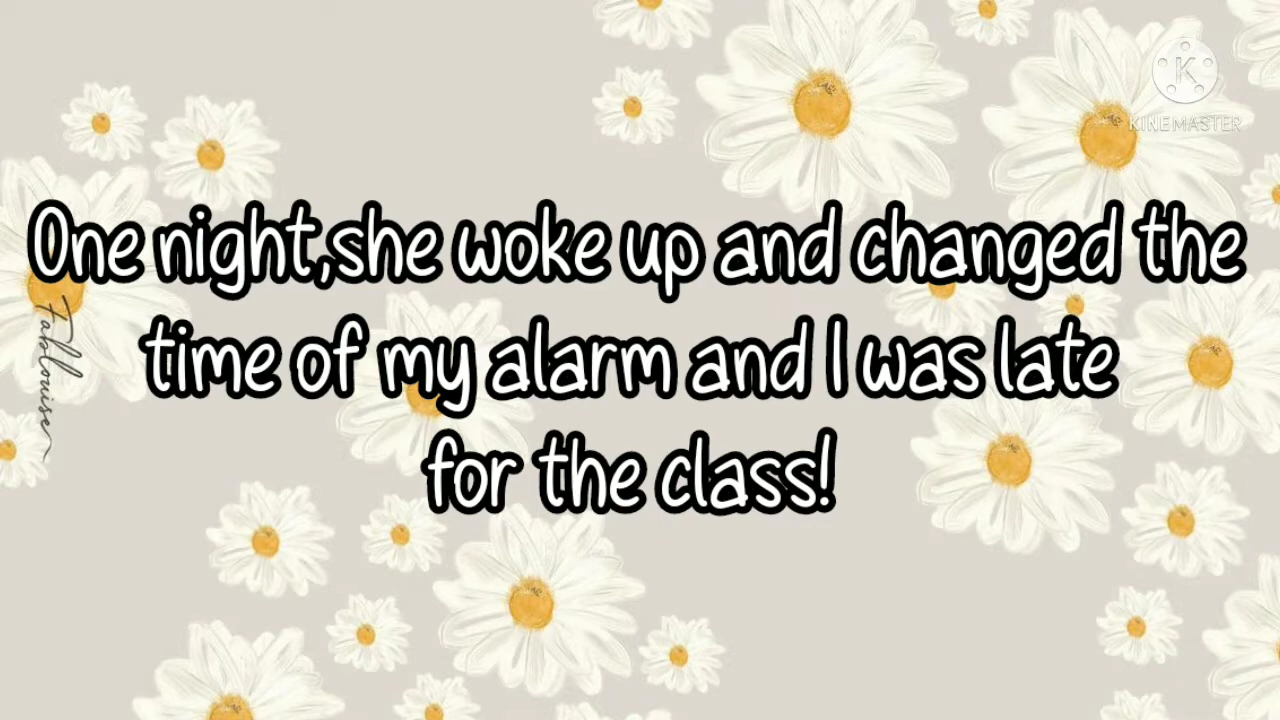 K
KINEMASTER
One night,she woke up and changed the
time of my alarm and I was late
for the class!